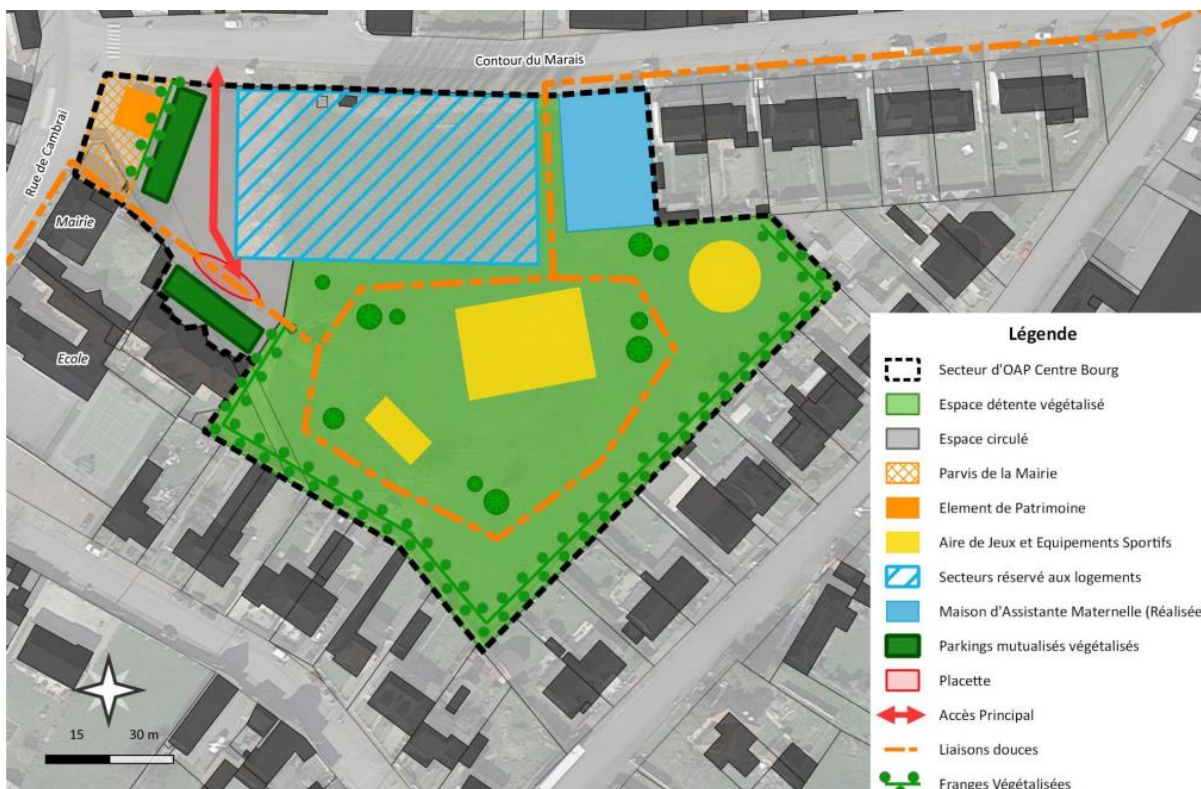 Contour du Marais
Rue de Cambrai
Mairie
Ecole
15 30 m
Légende
Secteur d'OAP Centre Bourg
Espace détente végétalisé
Espace circulé
Parvis de la Mairie
Element de Patrimoine
Aire de Jeux et Equipements Sportifs
Secteurs réservé aux logements
Maison d'Assistante Maternelle (Réalisée
Parkings mutualisés végétalisés
Placette
Accès Principal
Liaisons douces
Franges Végétalisées